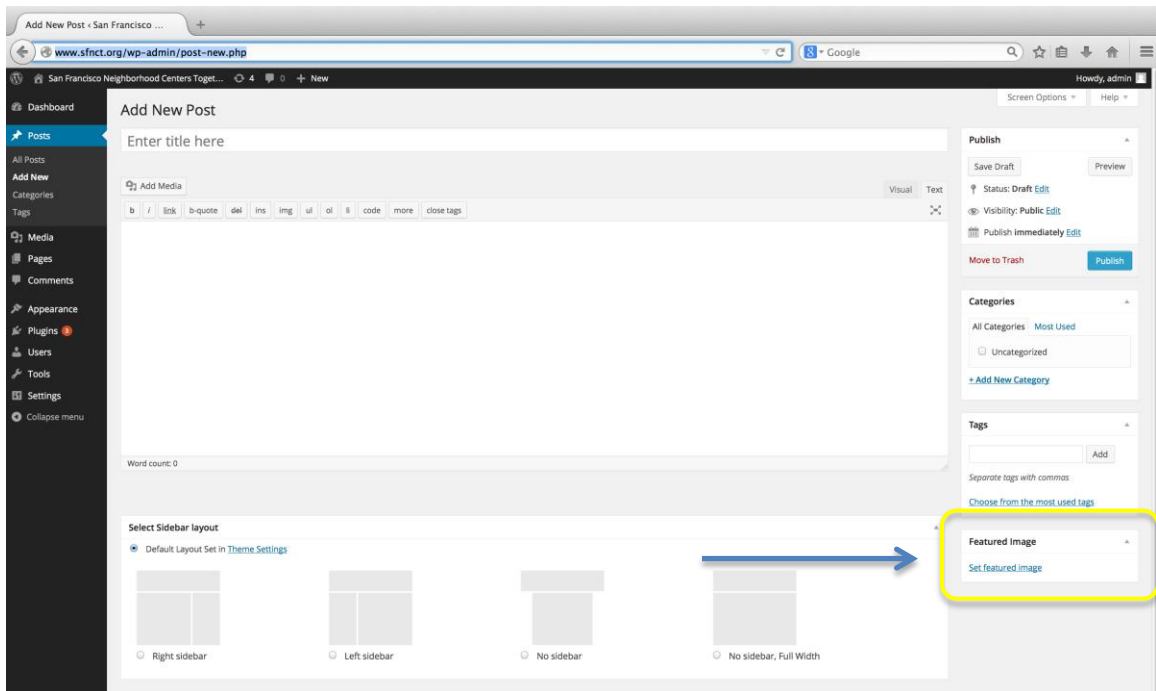 Add New Post ‹ San Francisco ...
www.sfnct.org/wp-admin/post-new.php
Google
San Francisco Neighborhood Centers Toget... 4 0 + New
Howdy, admin
Dashboard
Posts
All Posts
Add New
Categories
Tags
Media
Pages
Comments
Appearance
Plugins 3
Users
Tools
Settings
Collapse menu
Screen Options
Help
Add New Post
Enter title here
Add Media
Visual Text
b i link b-quote del ins img ul ol li code more close tags
Word count: 0
Select Sidebar layout
Default Layout Set in Theme Settings
Right sidebar
Left sidebar
No sidebar
No sidebar, Full Width
Publish
Save Draft
Preview
Status: Draft Edit
Visibility: Public Edit
Publish immediately Edit
Move to Trash
Publish
Categories
All Categories Most Used
Uncategorized
+ Add New Category
Tags
Add
Separate tags with commas
Choose from the most used tags
Featured Image
Set featured image